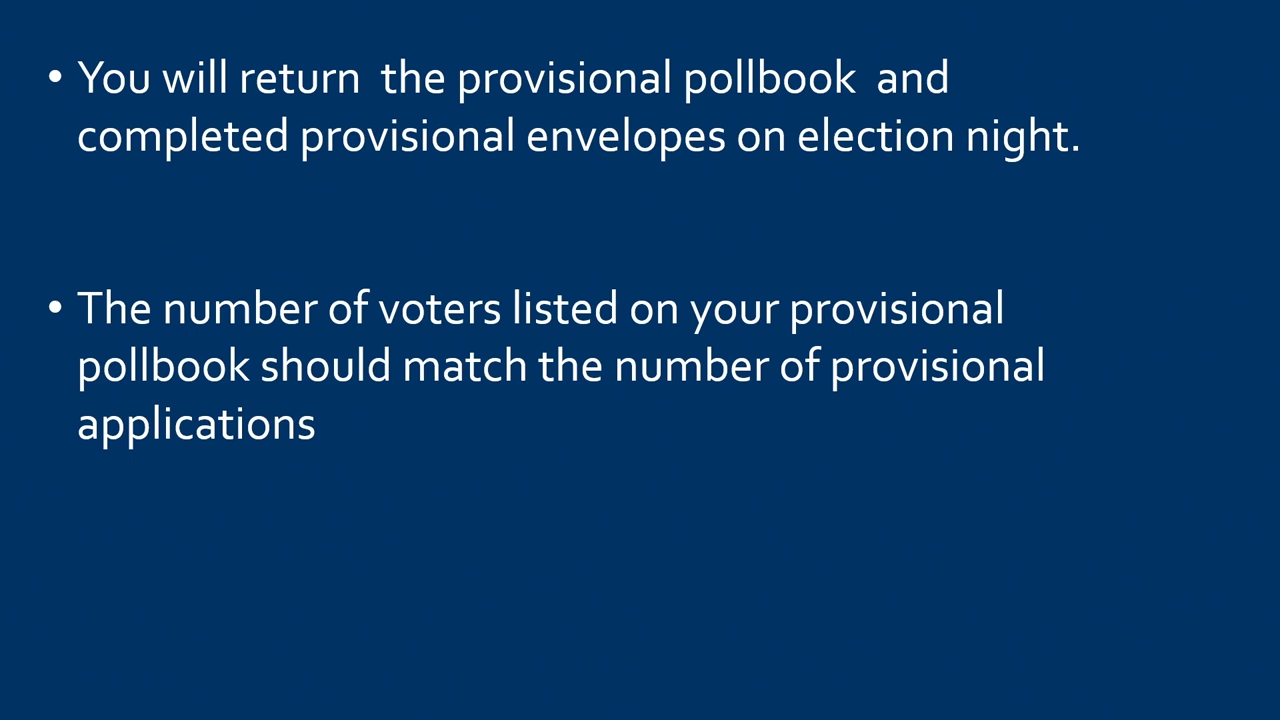 • You will return  the provisional pollbook  and
completed provisional envelopes on election night.
• The number of voters listed on your provisional
pollbook should match the number of provisional
applications